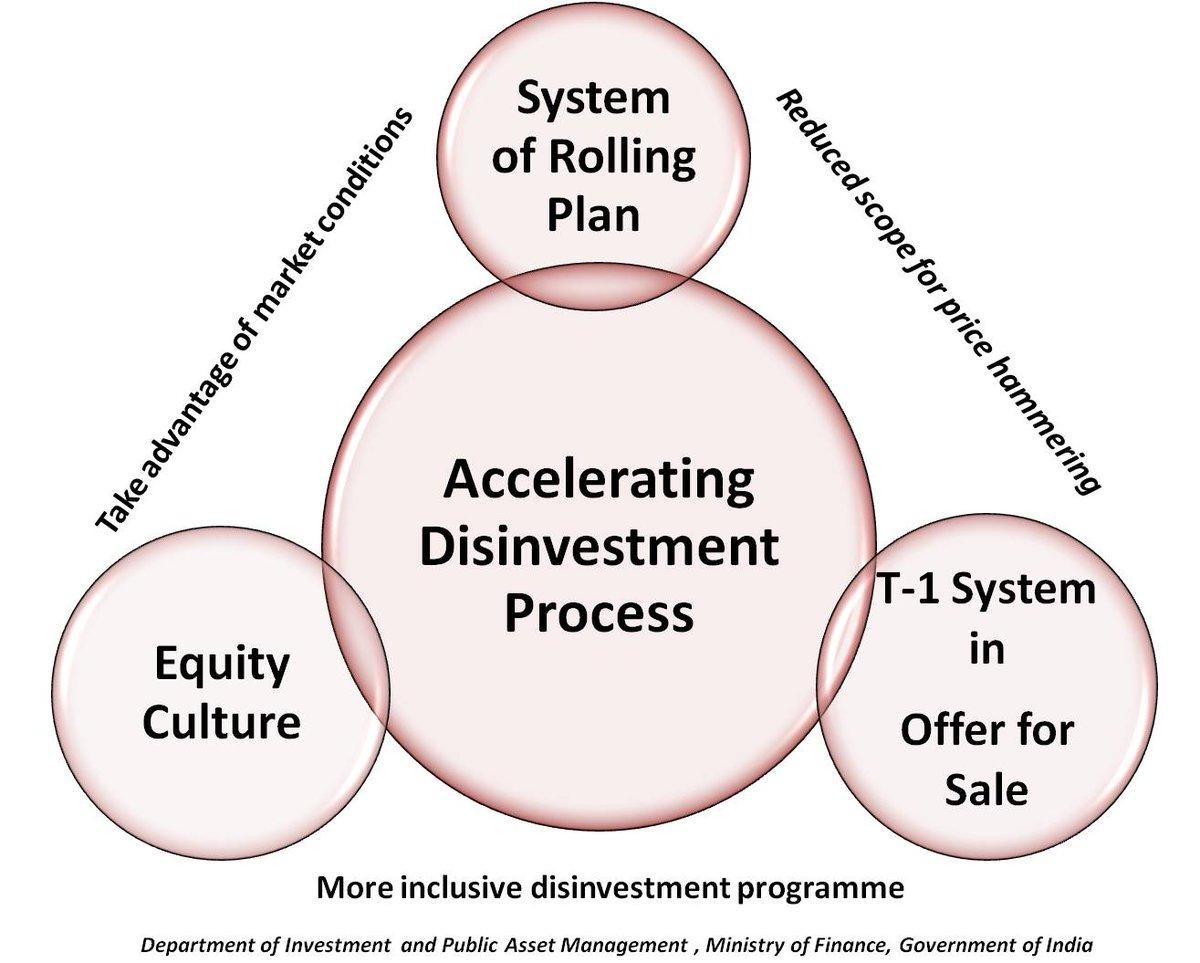 System
of Rolling
Plan
Take advantage of market conditions
Reduced scope for price hammering
Accelerating
Disinvestment
Process
Equity
Culture
T-1 System
in
Offer for
Sale
More inclusive disinvestment programme
Department of Investment and Public Asset Management , Ministry of Finance, Government of India